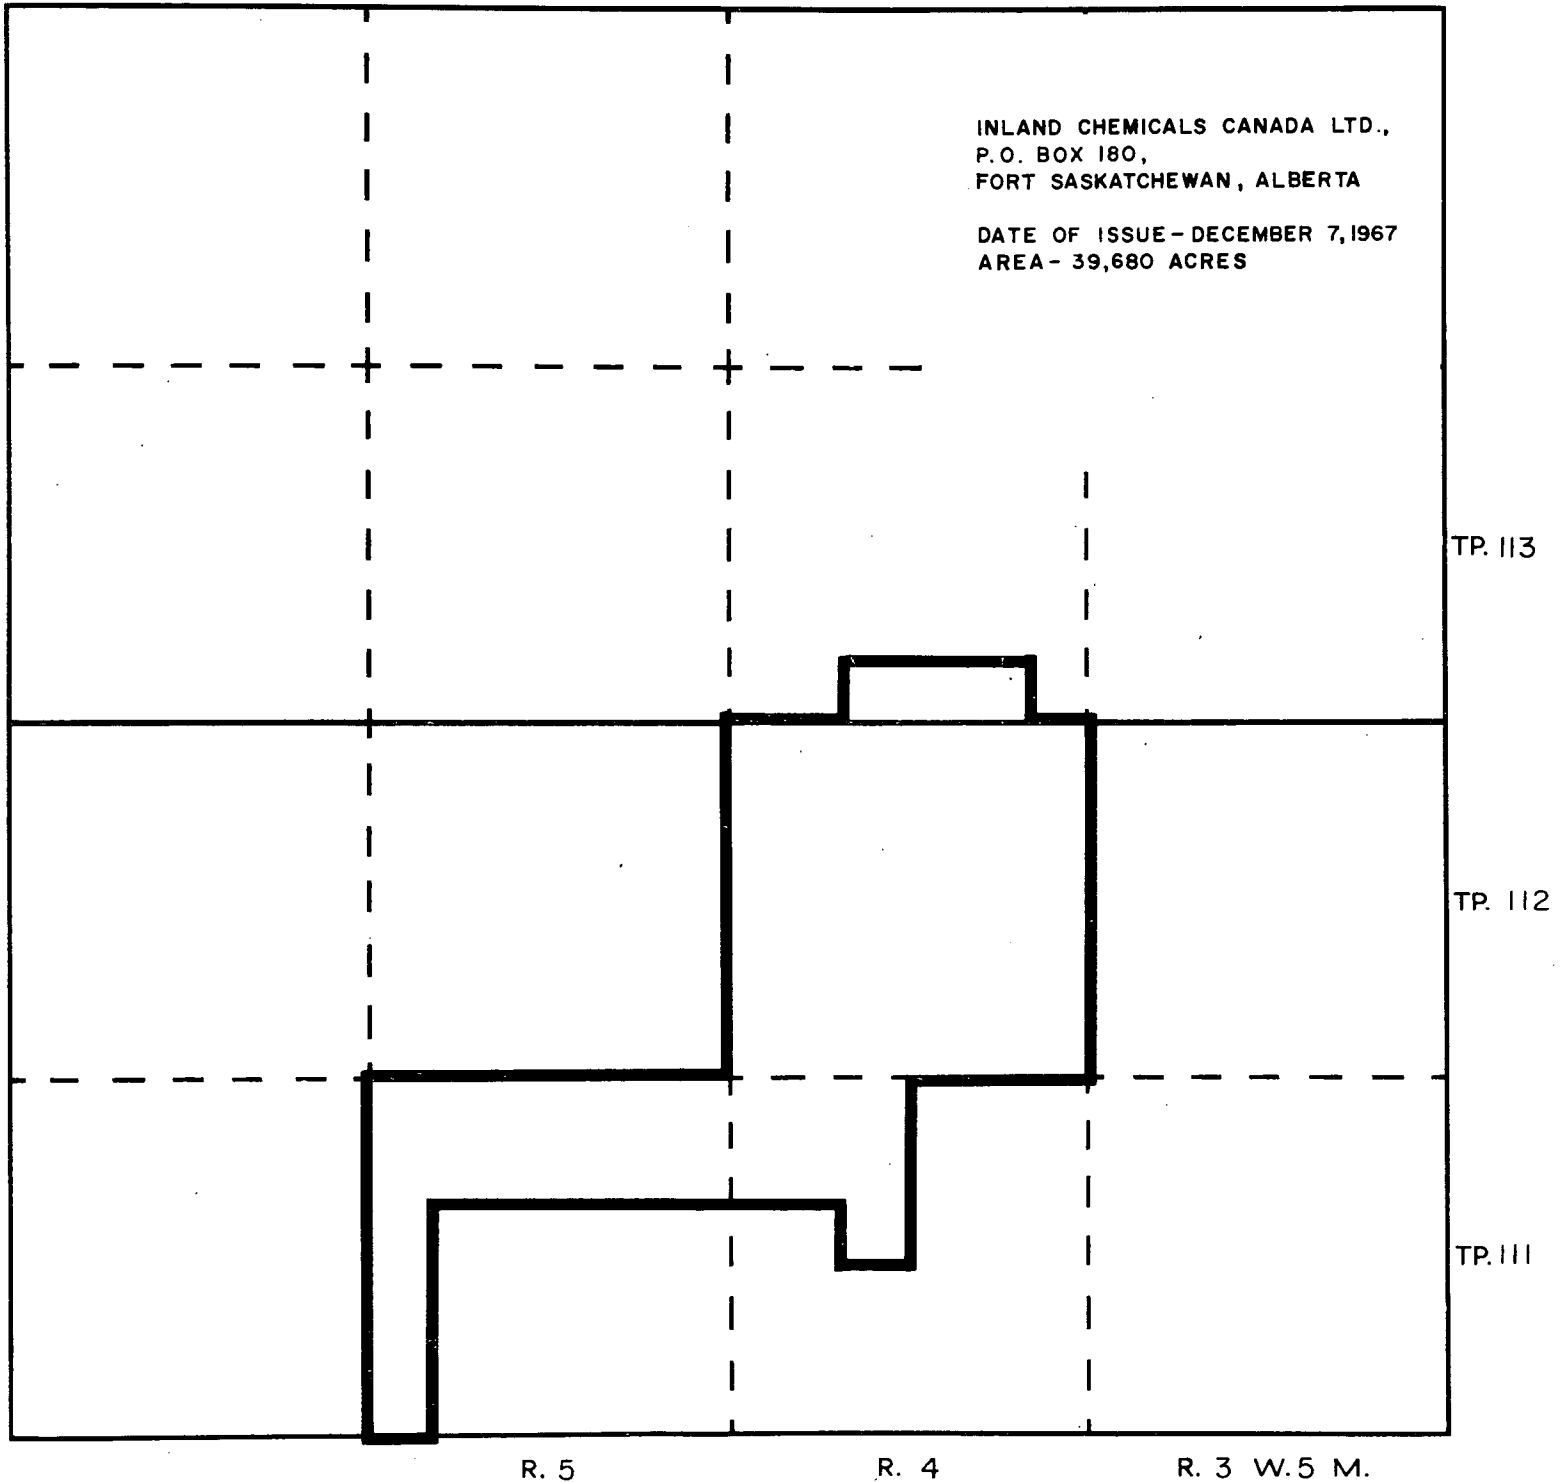 INLAND CHEMICALS CANADA LTD.,
P.O. BOX 180,
FORT SASKATCHEWAN, ALBERTA
DATE OF ISSUE - DECEMBER 7, 1967
AREA - 39,680 ACRES
TP. 113
TP. 112
TP. 111
R. 5
R. 4
R. 3 W. 5 M.